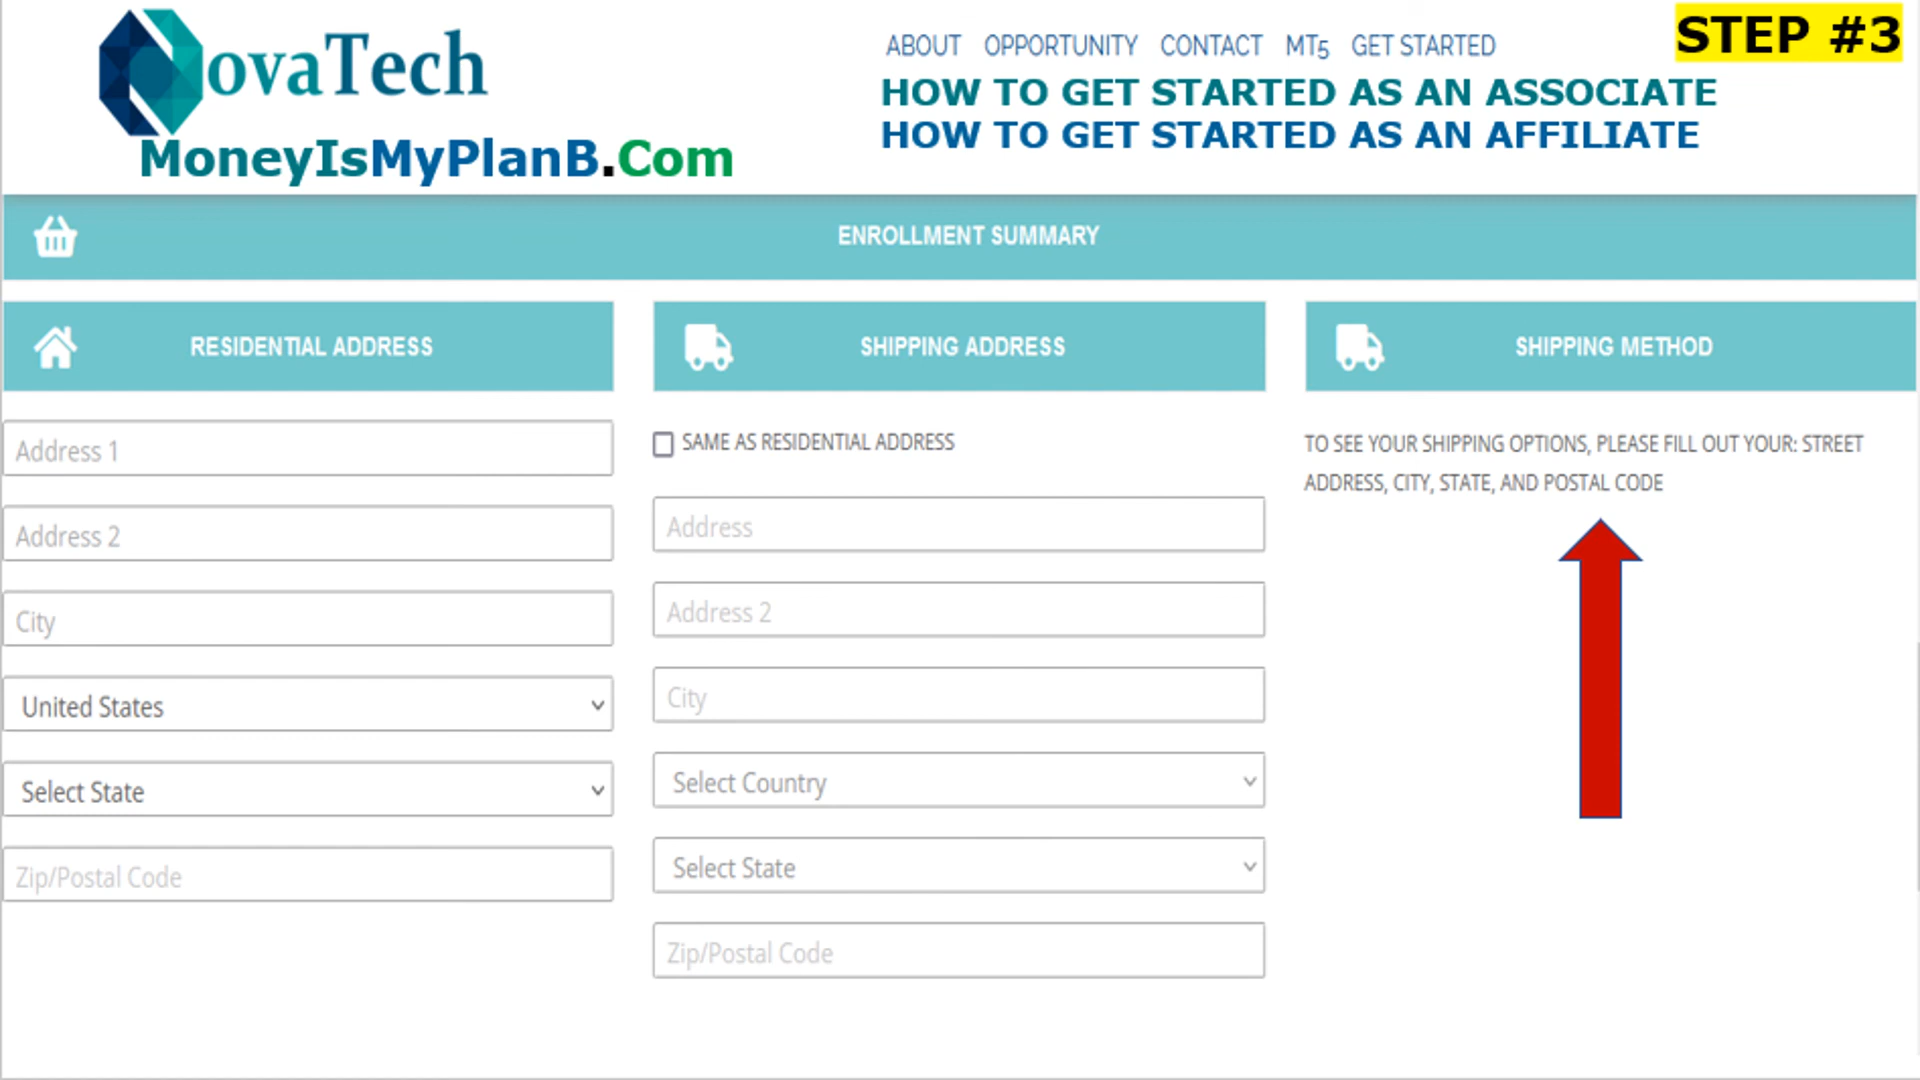 NovaTech
MoneyIsMyPlanB.Com
ABOUT OPPORTUNITY CONTACT MT5 GET STARTED
STEP #3
HOW TO GET STARTED AS AN ASSOCIATE
HOW TO GET STARTED AS AN AFFILIATE
ENROLLMENT SUMMARY
RESIDENTIAL ADDRESS
Address 1
Address 2
City
United States
Select State
Zip/Postal Code
SHIPPING ADDRESS
SAME AS RESIDENTIAL ADDRESS
Address
Address 2
City
Select Country
Select State
Zip/Postal Code
SHIPPING METHOD
TO SEE YOUR SHIPPING OPTIONS, PLEASE FILL OUT YOUR: STREET
ADDRESS, CITY, STATE, AND POSTAL CODE